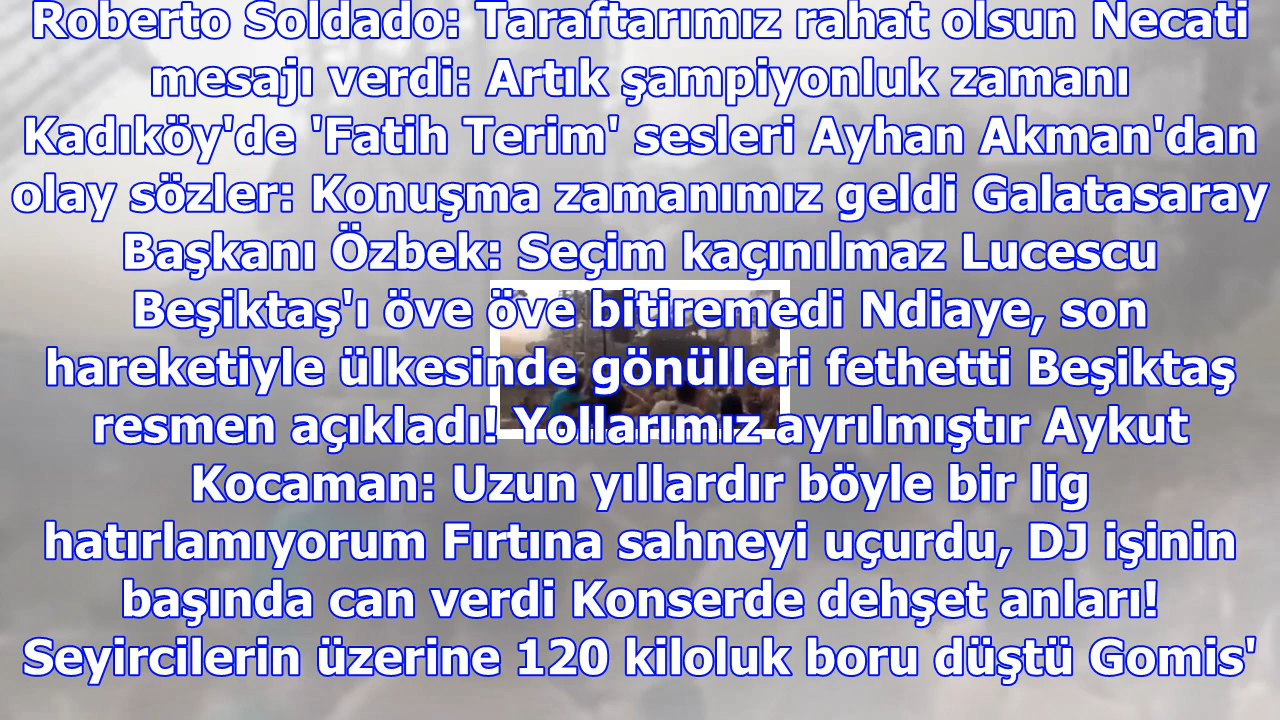 Roberto Soldado: Taraftarımız rahat olsun Necati
mesajı verdi: Artık şampiyonluk zamanı
Kadıköy'de 'Fatih Terim' sesleri Ayhan Akman'dan
olay sözler: Konuşma zamanımız geldi Galatasaray
Başkanı Özbek: Seçim kaçınılmaz Lucescu
Beşiktaş'ı öve öve bitiremedi Ndiaye, son
hareketiyle ülkesinde gönülleri fethetti Beşiktaş
resmen açıkladı! Yollarımız ayrılmıştır Aykut
Kocaman: Uzun yıllardır böyle bir lig
hatırlamıyorum Fırtına sahneyi uçurdu, DJ işinin
başında can verdi Konserde dehşet anları!
Seyircilerin üzerine 120 kiloluk boru düştü Gomis'